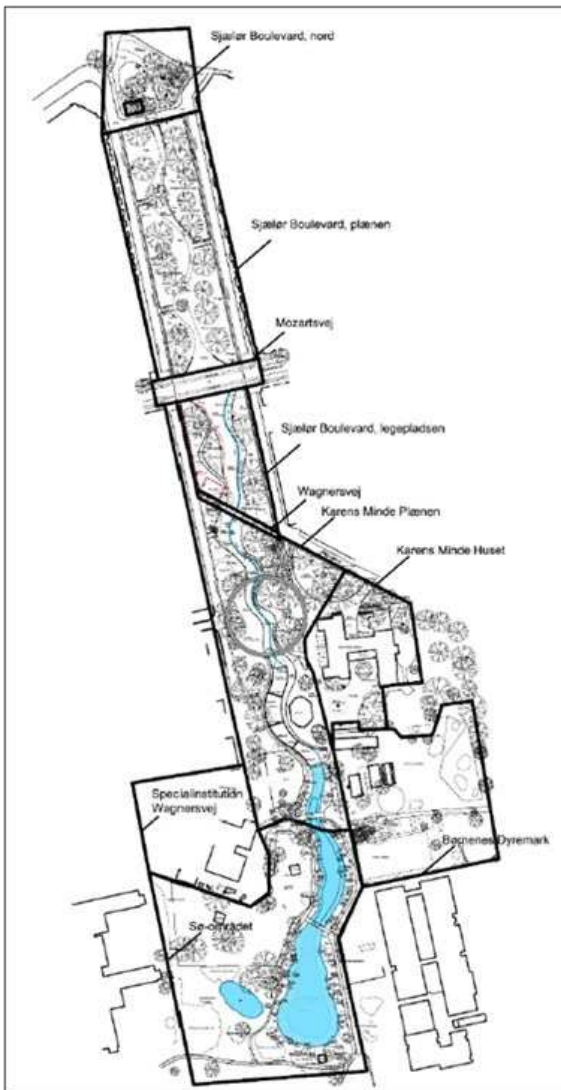 Sjælør Boulevard, nord
Sjælør Boulevard, plænen
Mozartsvej
Sjælør Boulevard, legepladsen
Wagnersvej
Karens Minde Plænen
Karens Minde Huset
Specialinstitution
Wagnersvej
Børnenes Dyremark
Sø-området